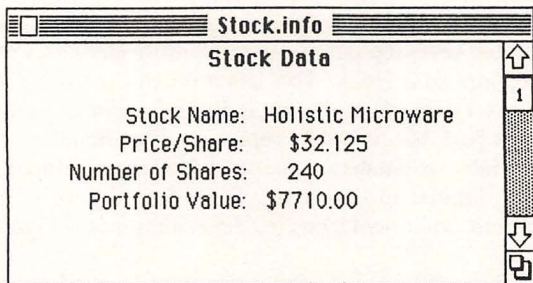 Stock.info
Stock Data
1
Stock Name: Holistic Microware
Price/Share: $32.125
Number of Shares: 240
Portfolio Value: $7710.00